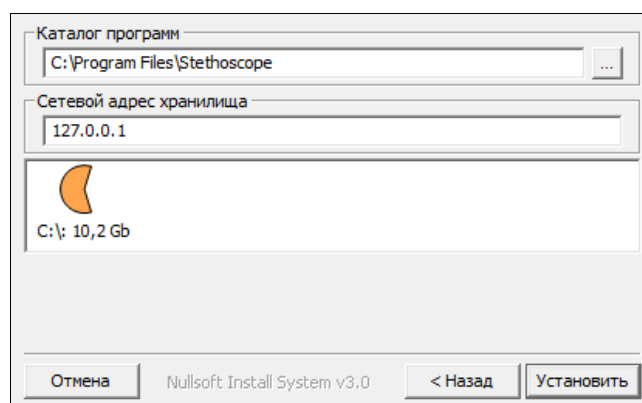 Каталог программ
C:\Program Files\Stethoscope
...
Сетевой адрес хранилища
127.0.0.1
C:\: 10,2 Gb
Отмена
Nullsoft Install System v3.0
< Назад
Установить